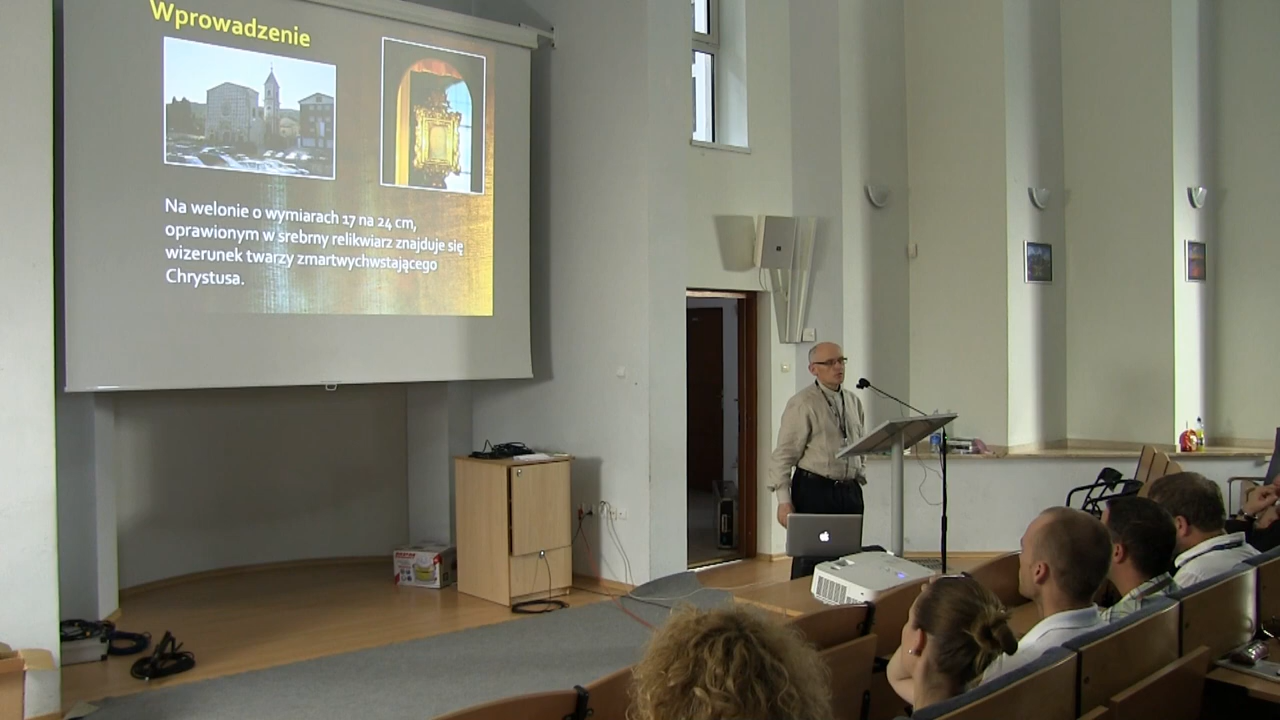 Wprowadzenie
Na welonie o wymiarach 17 na 24 cm,
oprawionym w srebrny relikwiarz znajduje się
wizerunek twarzy zmartwychwstającego
Chrystusa.